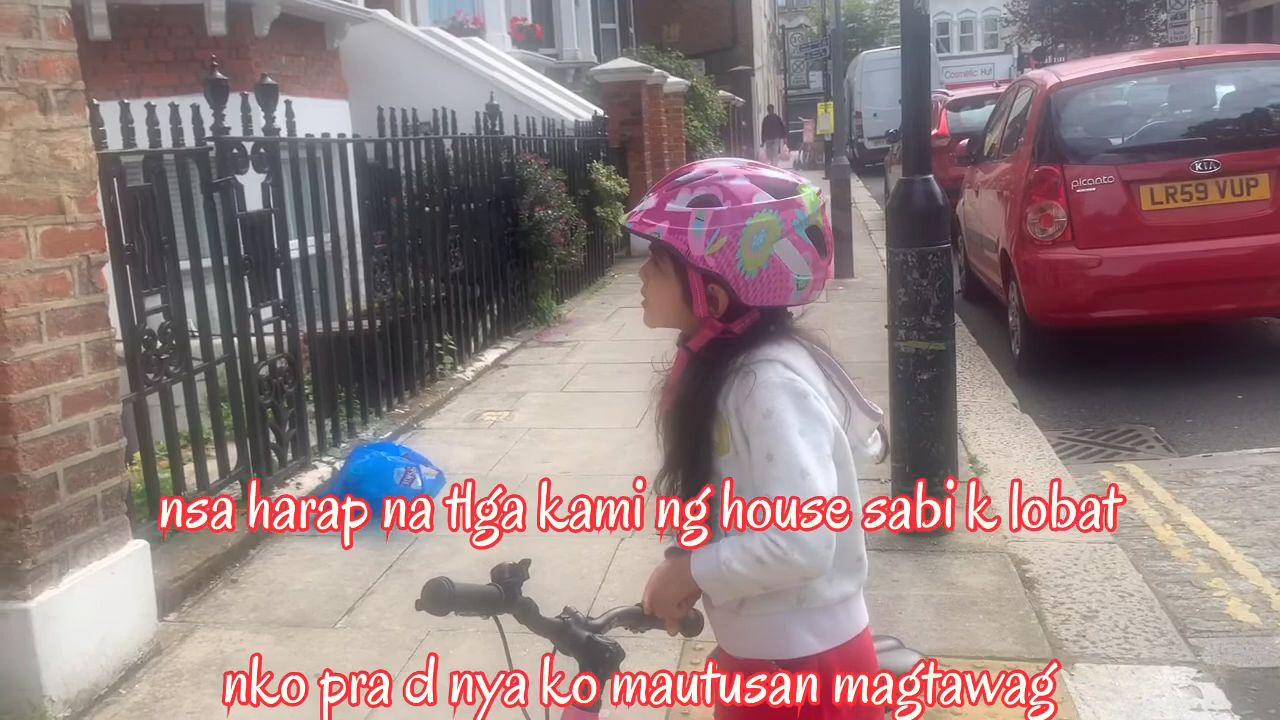 Cosmetic Hut
KIA
picanto
LR59 VUP
nsa harap na tlga kami ng house sabi k lobat
nko pra d nya ko mautusan magtawag